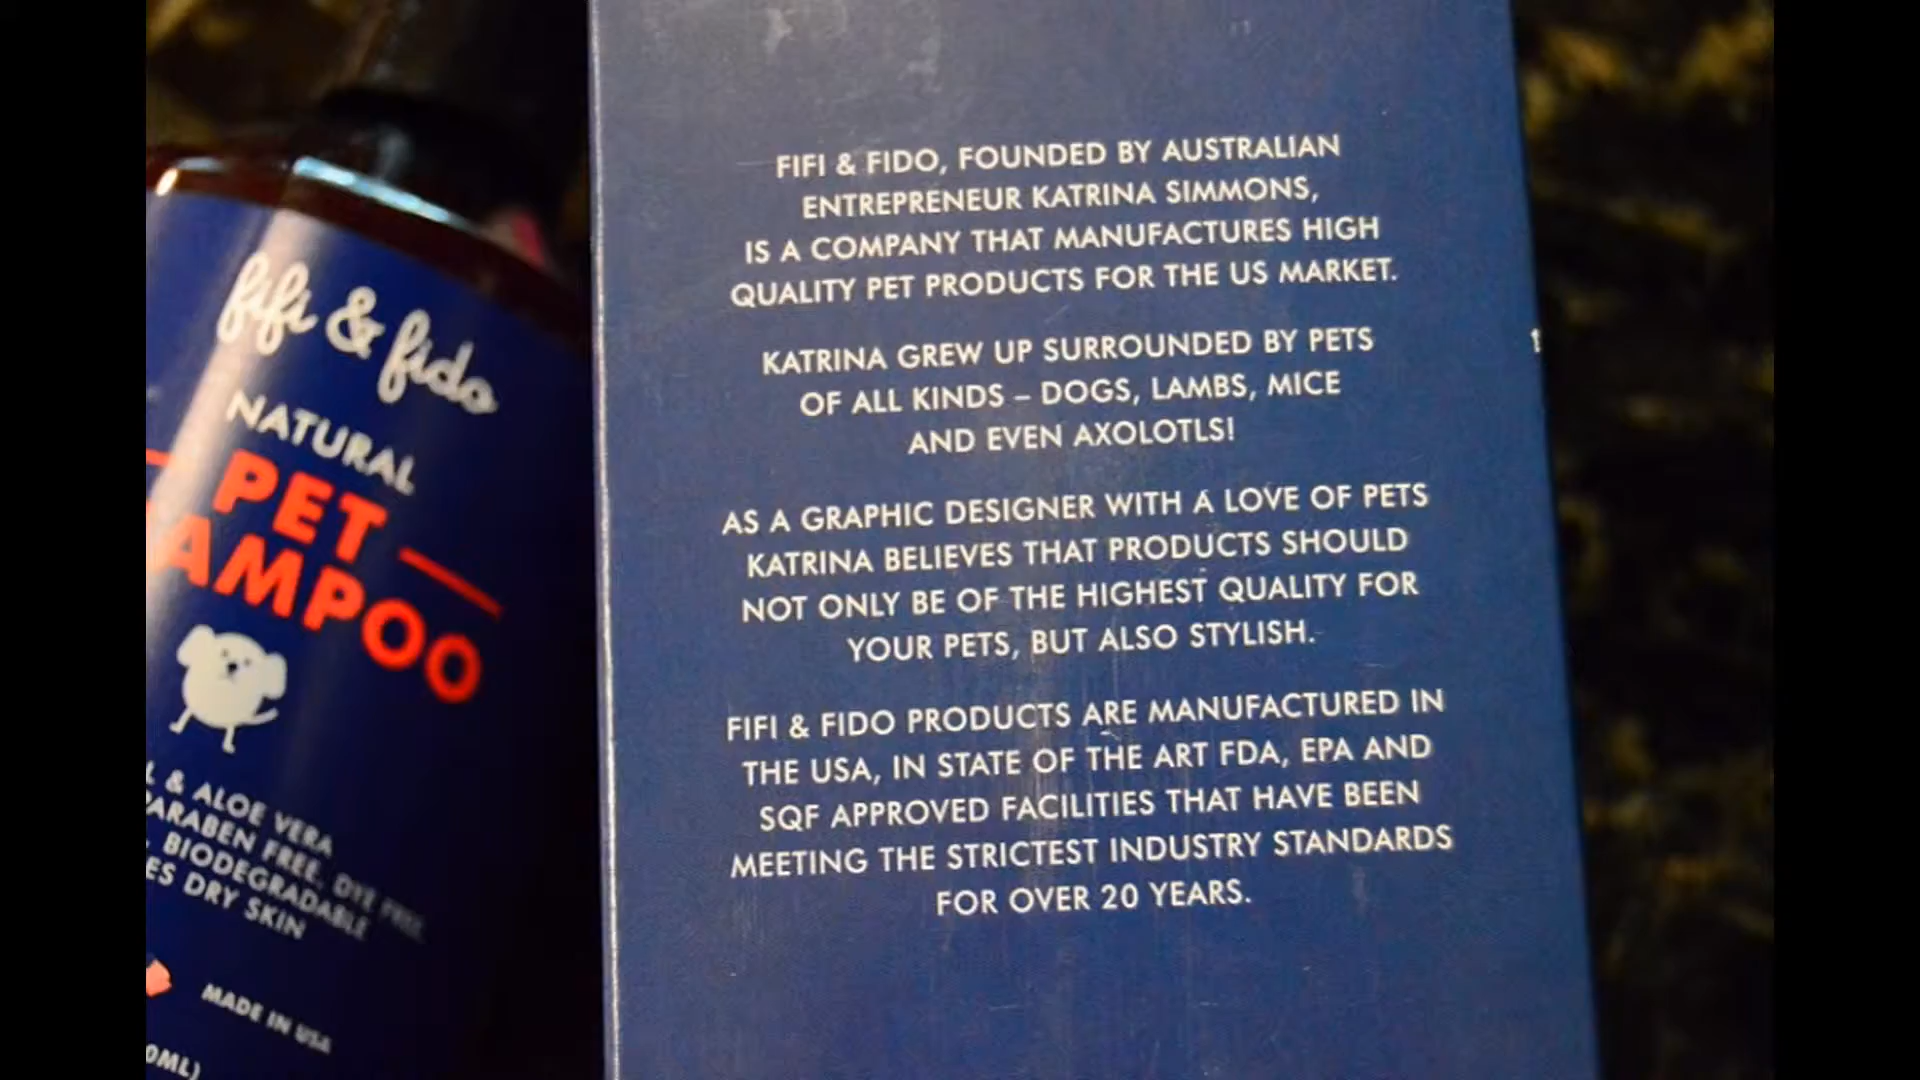 fifi & fido
NATURAL
PET
AMPOO
& ALOE VERA
PARABEN FREE, DYE FREE
BIODEGRADABLE
ES DRY SKIN
MADE IN USA
0ML)
FIFI & FIDO, FOUNDED BY AUSTRALIAN
ENTREPRENEUR KATRINA SIMMONS,
IS A COMPANY THAT MANUFACTURES HIGH
QUALITY PET PRODUCTS FOR THE US MARKET.
KATRINA GREW UP SURROUNDED BY PETS
OF ALL KINDS – DOGS, LAMBS, MICE
AND EVEN AXOLOTLS!
AS A GRAPHIC DESIGNER WITH A LOVE OF PETS
KATRINA BELIEVES THAT PRODUCTS SHOULD
NOT ONLY BE OF THE HIGHEST QUALITY FOR
YOUR PETS, BUT ALSO STYLISH.
FIFI & FIDO PRODUCTS ARE MANUFACTURED IN
THE USA, IN STATE OF THE ART FDA, EPA AND
SQF APPROVED FACILITIES THAT HAVE BEEN
MEETING THE STRICTEST INDUSTRY STANDARDS
FOR OVER 20 YEARS.